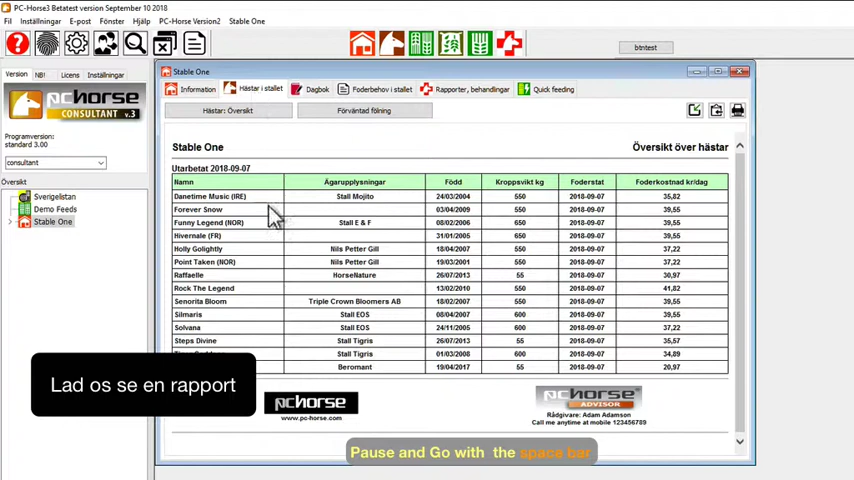 PC-Horse3 Betatest version September 10 2018
Fil Inställningar E-post Fönster Hjälp PC-Horse Version2 Stable One
btntest
Version NB! Licens Inställningar
pchorse
CONSULTANT v.3
Programversion:
standard 3.00
consultant
Översikt
Sverigelistan
Demo Feeds
Stable One
Stable One
Information Hästar i stallet Dagbok Foderbehov i stallet Rapporter, behandlingar Quick feeding
Hästar: Översikt Förväntad fölning
Stable One Översikt över hästar
Utarbetat 2018-09-07
Namn Ägarupplysningar Född Kroppsvikt kg Foderstat Foderkostnad kr/dag
Danetime Music (IRE) Stall Mojito 24/03/2004 550 2018-09-07 35,82
Forever Snow 03/04/2009 550 2018-09-07 39,55
Funny Legend (NOR) Stall E & F 08/02/2006 650 2018-09-07 39,55
Hivernale (FR) 31/01/2005 650 2018-09-07 39,55
Holly Golightly Nils Petter Gill 18/04/2007 550 2018-09-07 37,22
Point Taken (NOR) Nils Petter Gill 19/03/2001 550 2018-09-07 37,22
Raffaelle HorseNature 26/07/2013 55 2018-09-07 30,97
Rock The Legend 13/02/2010 550 2018-09-07 41,82
Senorita Bloom Triple Crown Bloomers AB 18/02/2007 550 2018-09-07 39,55
Silmaris Stall EOS 08/04/2007 600 2018-09-07 39,55
Solvana Stall EOS 24/11/2005 600 2018-09-07 37,22
Steps Divine Stall Tigris 26/07/2013 55 2018-09-07 35,57
Stall Tigris 01/03/2008 600 2018-09-07 34,89
Beromant 19/04/2017 55 2018-09-07 20,97
Lad os se en rapport
pchorse
www.pc-horse.com
pchorse
ADVISOR
Rådgivare: Adam Adamson
Call me anytime at mobile 123456789
Pause and Go with the space bar